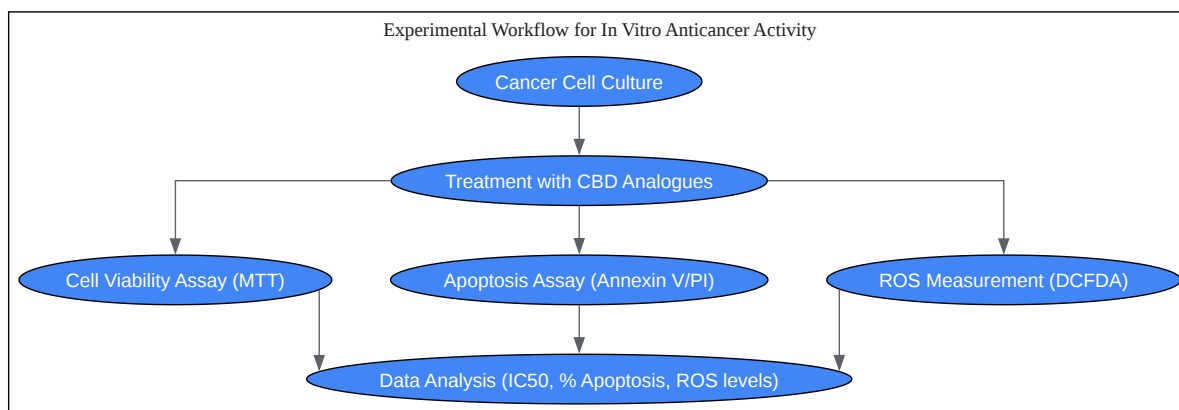 Experimental Workflow for In Vitro Anticancer Activity
Cancer Cell Culture
Treatment with CBD Analogues
Cell Viability Assay (MTT)
Apoptosis Assay (Annexin V/PI)
ROS Measurement (DCFDA)
Data Analysis (IC50, % Apoptosis, ROS levels)